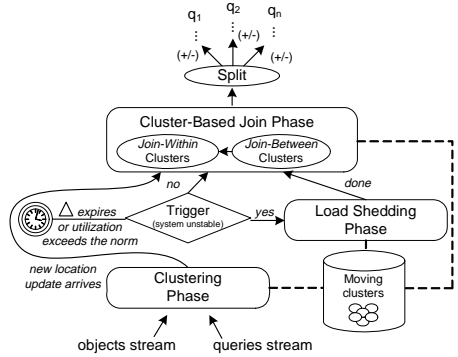 q1 q2 qn
(+/-) (+/-) (+/-)
Split
Cluster-Based Join Phase
Join-Within
Clusters
Join-Between
Clusters
no
done
△ expires
or utilization
exceeds the norm
Trigger
(system unstable)
yes
Load Shedding
Phase
new location
update arrives
Clustering
Phase
Moving
clusters
objects stream
queries stream